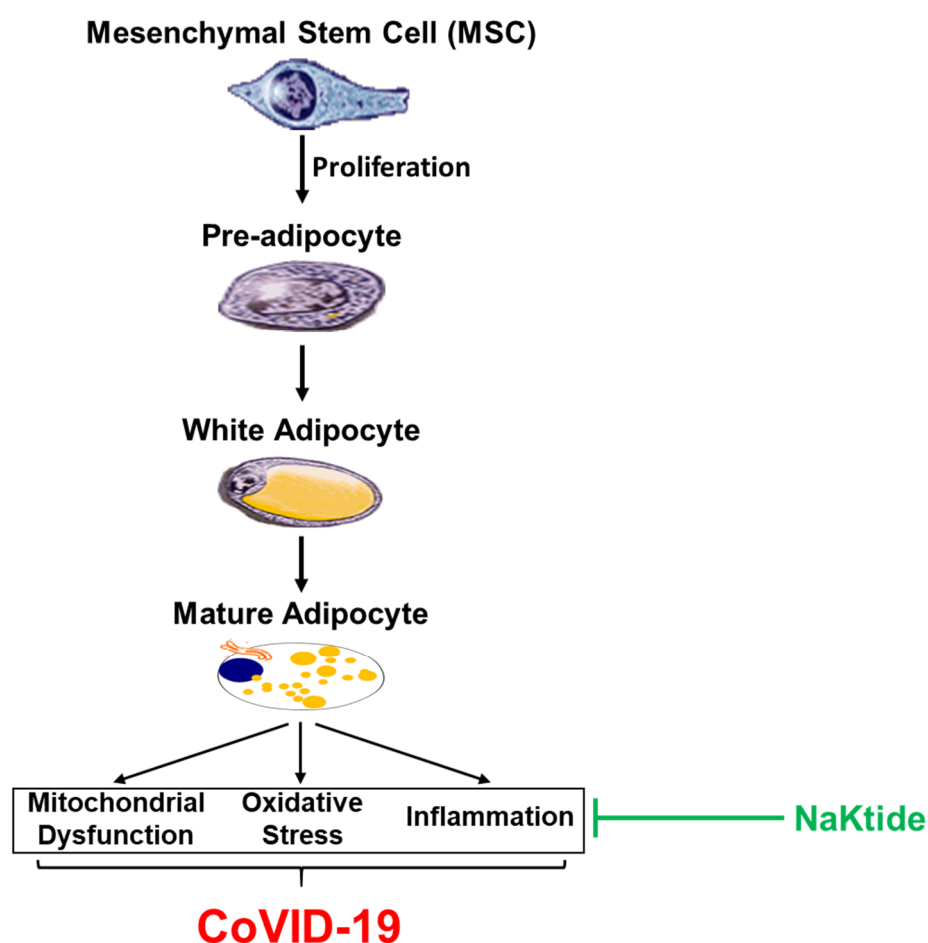 Mesenchymal Stem Cell (MSC)
Proliferation
Pre-adipocyte
White Adipocyte
Mature Adipocyte
Mitochondrial
Dysfunction
Oxidative
Stress
Inflammation
NaKtide
CoVID-19